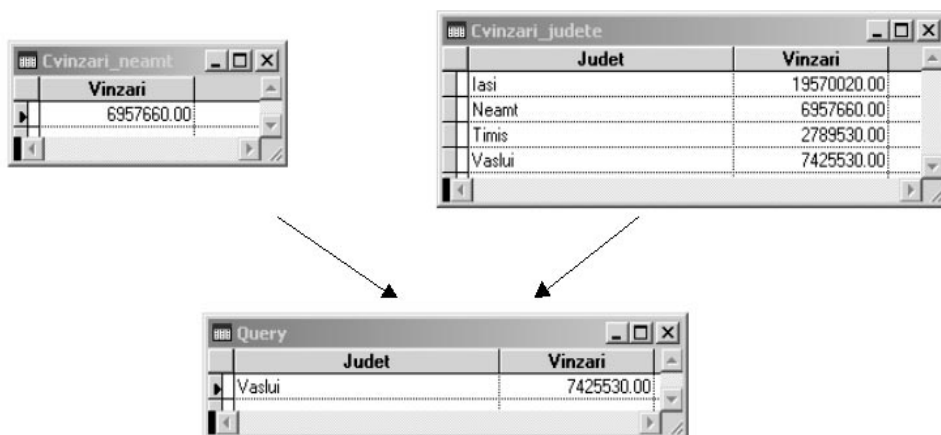 Cvinzari_neamt
Vinzari
6957660.00
Cvinzari_judete
Judet Vinzari
Iasi 19570020.00
Neamt 6957660.00
Timis 2789530.00
Vaslui 7425530.00
Query
Judet Vinzari
Vaslui 7425530.00